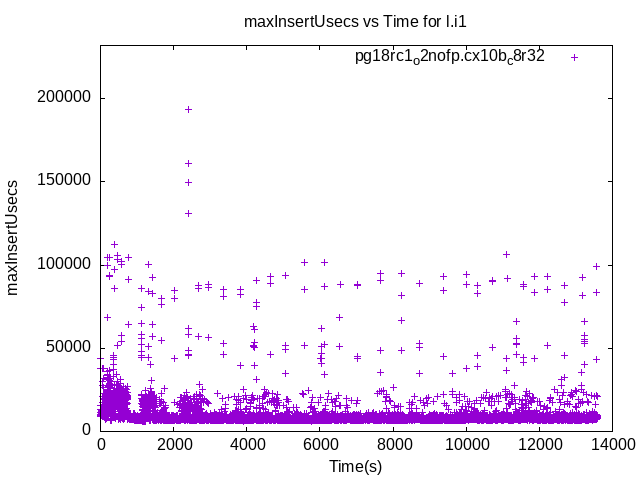 maxInsertUsecs vs Time for l.i1
pg18rc1_o2nofp.cx10b_c8r32
maxInsertUsecs
200000
150000
100000
50000
0
0 2000 4000 6000 8000 10000 12000 14000
Time(s)